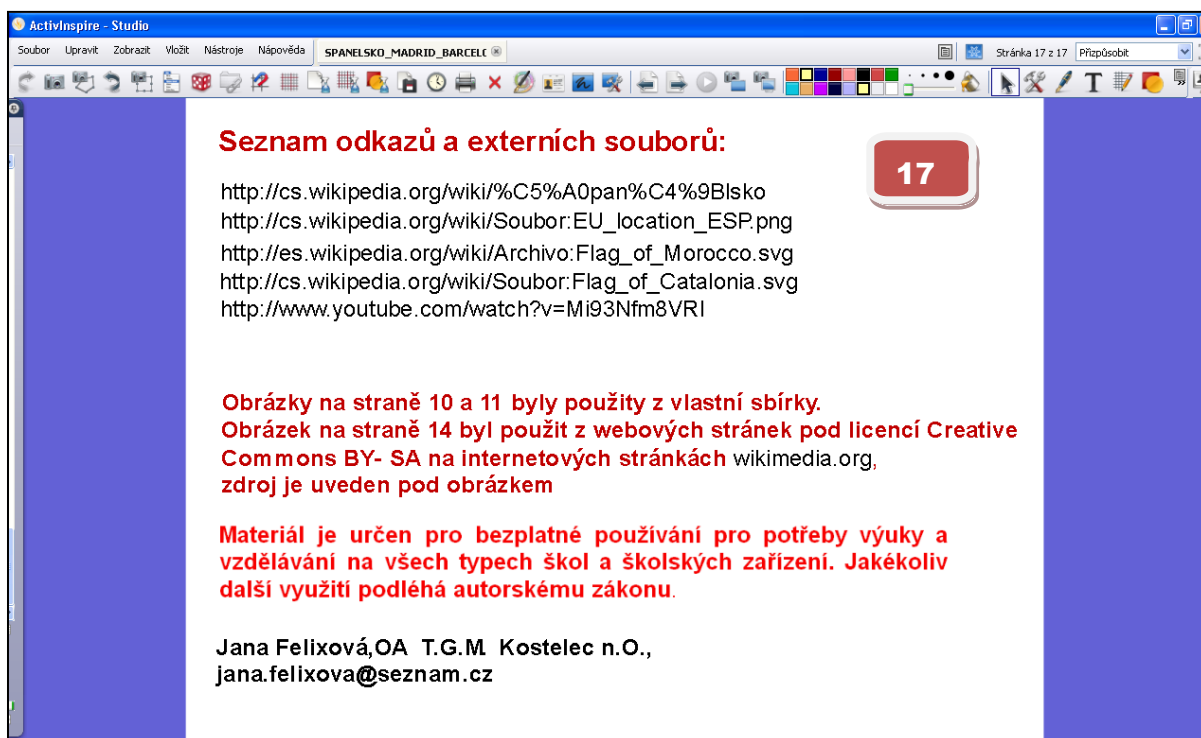 ActivInspire - Studio
Soubor Upravit Zobrazit Vložit Nástroje Nápověda SPANELSKO_MADRID_BARCELC Stránka 17 z 17 Přizpůsobit
Seznam odkazů a externích souborů:
17
http://cs.wikipedia.org/wiki/%C5%A0pan%C4%9Blsko
http://cs.wikipedia.org/wiki/Soubor:EU_location_ESP.png
http://es.wikipedia.org/wiki/Archivo:Flag_of_Morocco.svg
http://cs.wikipedia.org/wiki/Soubor:Flag_of_Catalonia.svg
http://www.youtube.com/watch?v=Mi93Nfm8VRI
Obrázky na straně 10 a 11 byly použity z vlastní sbírky.
Obrázek na straně 14 byl použit z webových stránek pod licencí Creative
Commons BY- SA na internetových stránkách wikimedia.org,
zdroj je uveden pod obrázkem
Materiál je určen pro bezplatné používání pro potřeby výuky a
vzdělávání na všech typech škol a školských zařízení. Jakékoliv
další využití podléhá autorskému zákonu.
Jana Felixová,OA T.G.M. Kostelec n.O.,
jana.felixova@seznam.cz